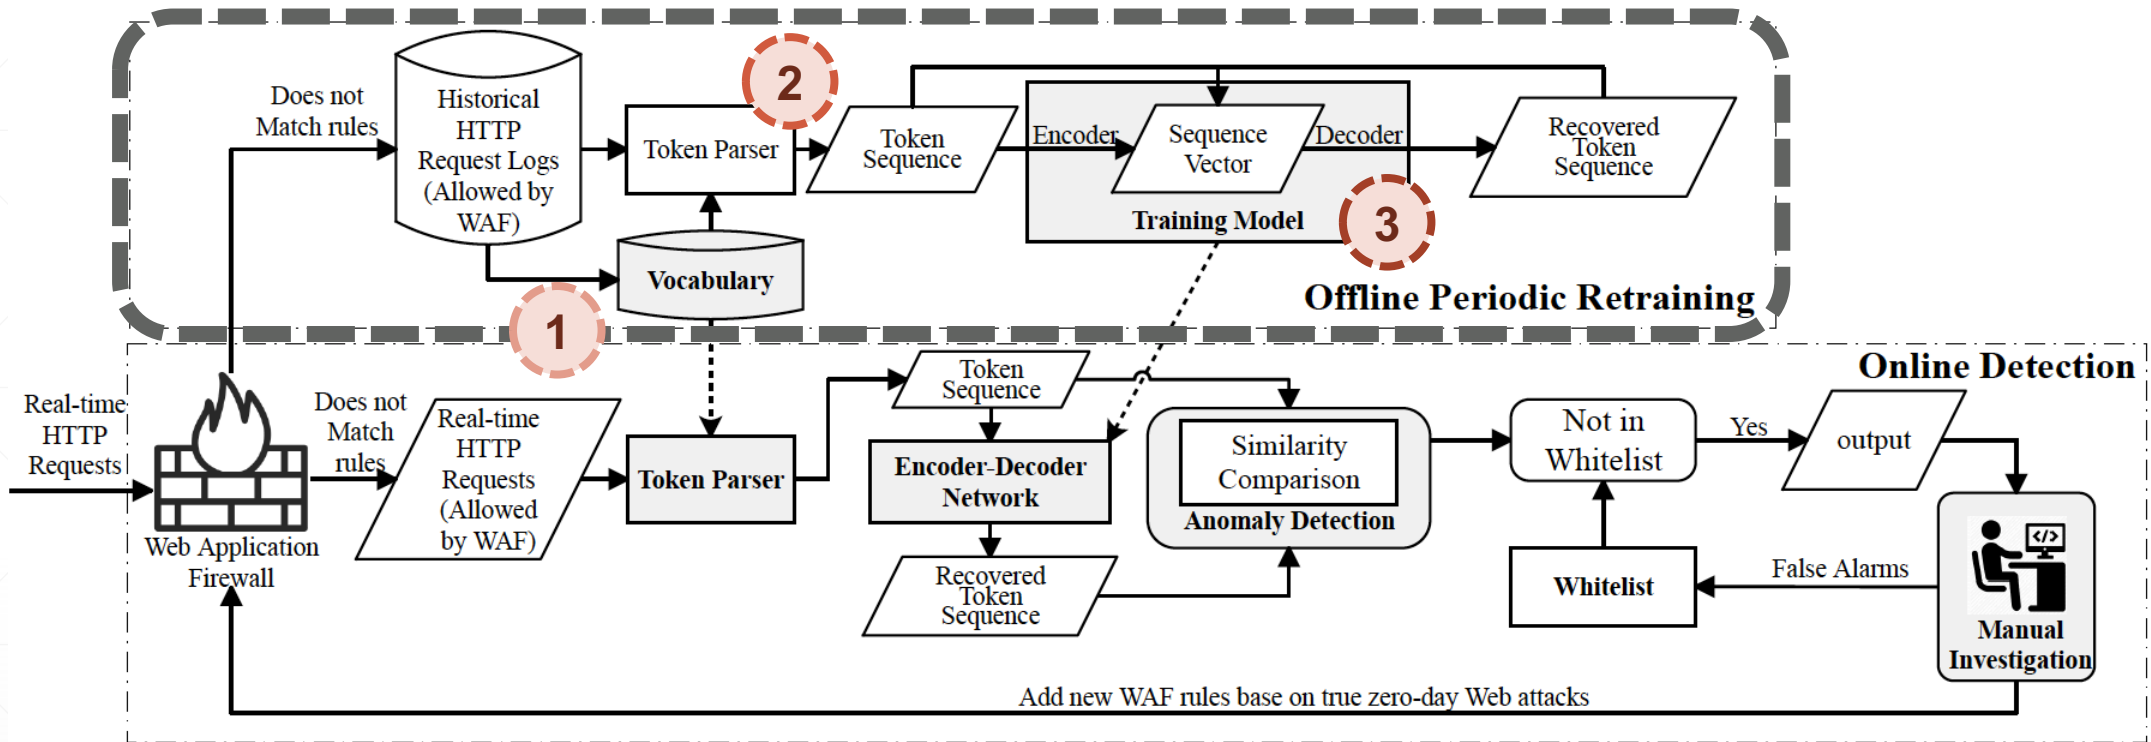 Does not
Match rules
Historical
HTTP
Request Logs
(Allowed by
WAF)
Token Parser
2
Token
Sequence
Encoder
Sequence
Vector
Decoder
Recovered
Token
Sequence
Training Model
3
Vocabulary
1
Offline Periodic Retraining
Online Detection
Real-time
HTTP
Requests
Web Application
Firewall
Does not
Match
rules
Real-time
HTTP
Requests
(Allowed
by WAF)
Token Parser
Token
Sequence
Encoder-Decoder
Network
Recovered
Token
Sequence
Similarity
Comparison
Anomaly Detection
Not in
Whitelist
Yes
output
Whitelist
False Alarms
</>
Manual
Investigation
Add new WAF rules base on true zero-day Web attacks